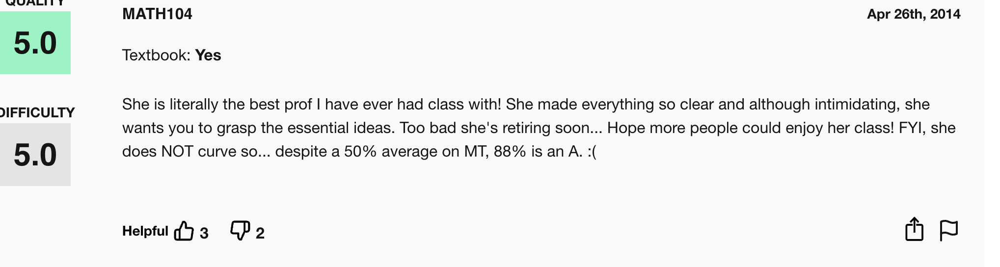 QUALITY
5.0
DIFFICULTY
5.0
MATH104
Apr 26th, 2014
Textbook: Yes
She is literally the best prof I have ever had class with! She made everything so clear and although intimidating, she
wants you to grasp the essential ideas. Too bad she's retiring soon... Hope more people could enjoy her class! FYI, she
does NOT curve so... despite a 50% average on MT, 88% is an A. :(
Helpful 3 2